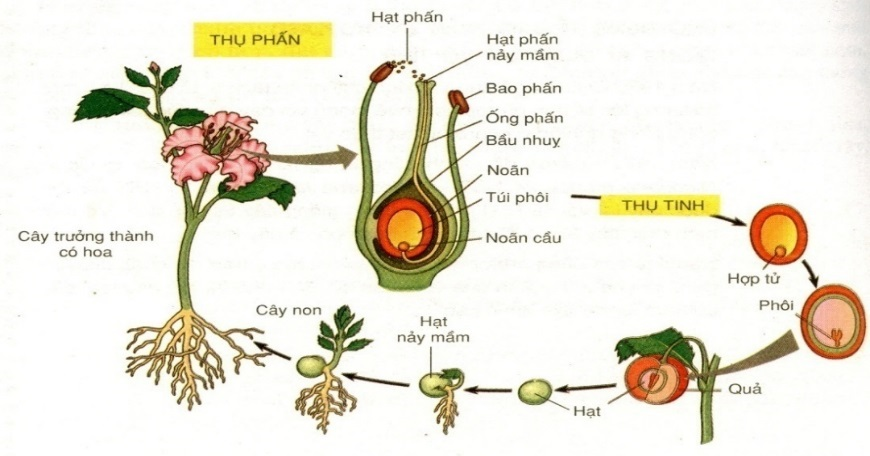 Hạt phấn
THỤ PHẤN
Hạt phấn
nảy mầm
Bao phấn
Ống phấn
Bầu nhuỵ
Noãn
Túi phôi
Noãn cầu
THỤ TINH
Cây trưởng thành
có hoa
Hợp tử
Phôi
Cây non
Hạt
nảy mầm
Hạt
Quả